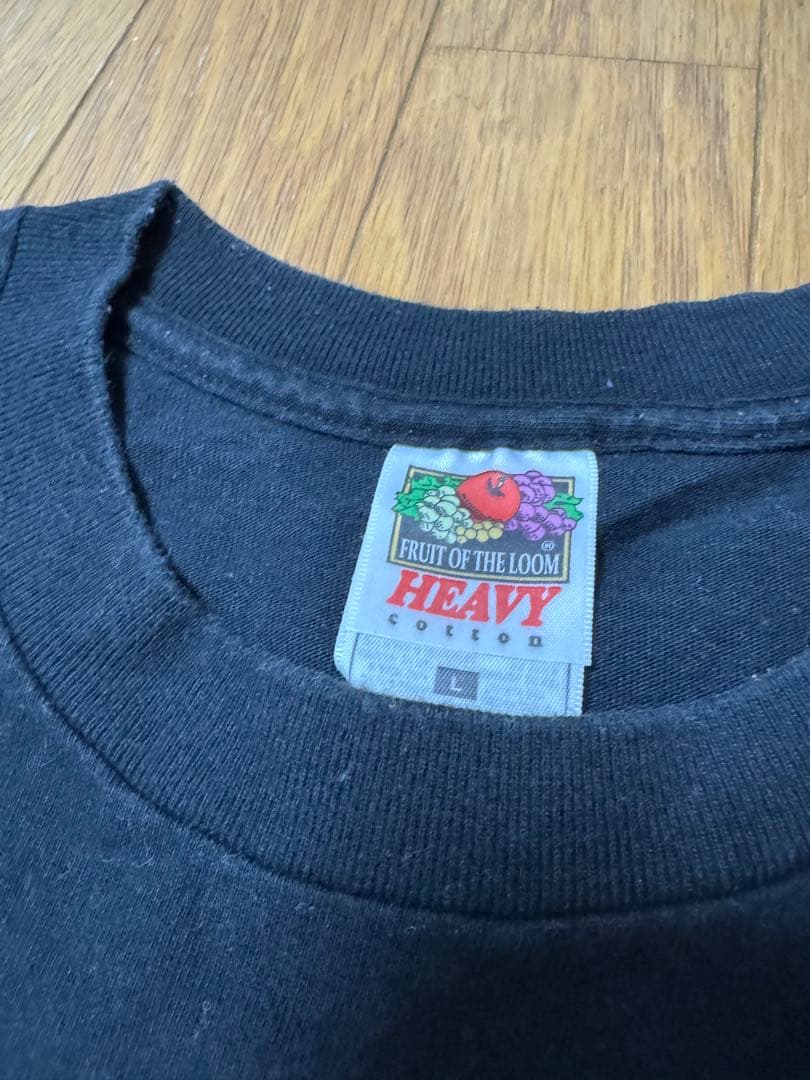 FRUIT OF THE LOOM ®
HEAVY
cotton
L